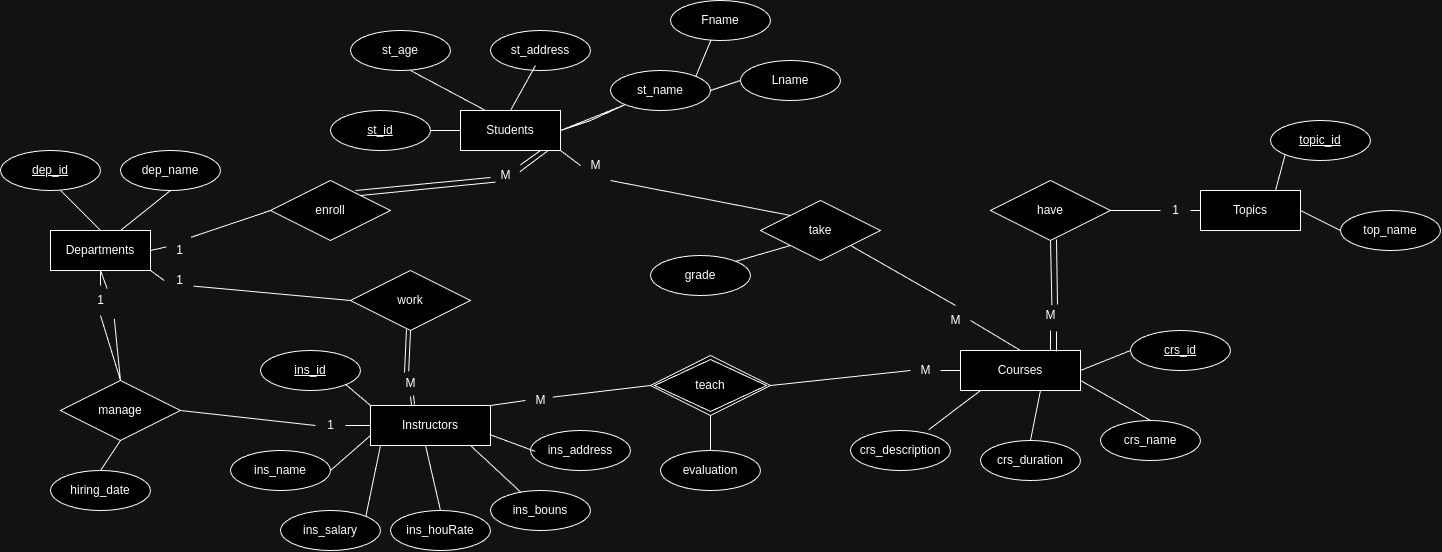 Fname
st_age
st_address
st_name
Lname
st_id
Students
topic_id
dep_id
dep_name
M
M
enroll
have
1
Topics
take
top_name
Departments
1
grade
1
1
work
M
M
crs_id
ins_id
M
teach
M
Courses
manage
1
Instructors
M
crs_description
crs_name
ins_name
ins_address
evaluation
crs_duration
hiring_date
ins_bouns
ins_salary
ins_houRate